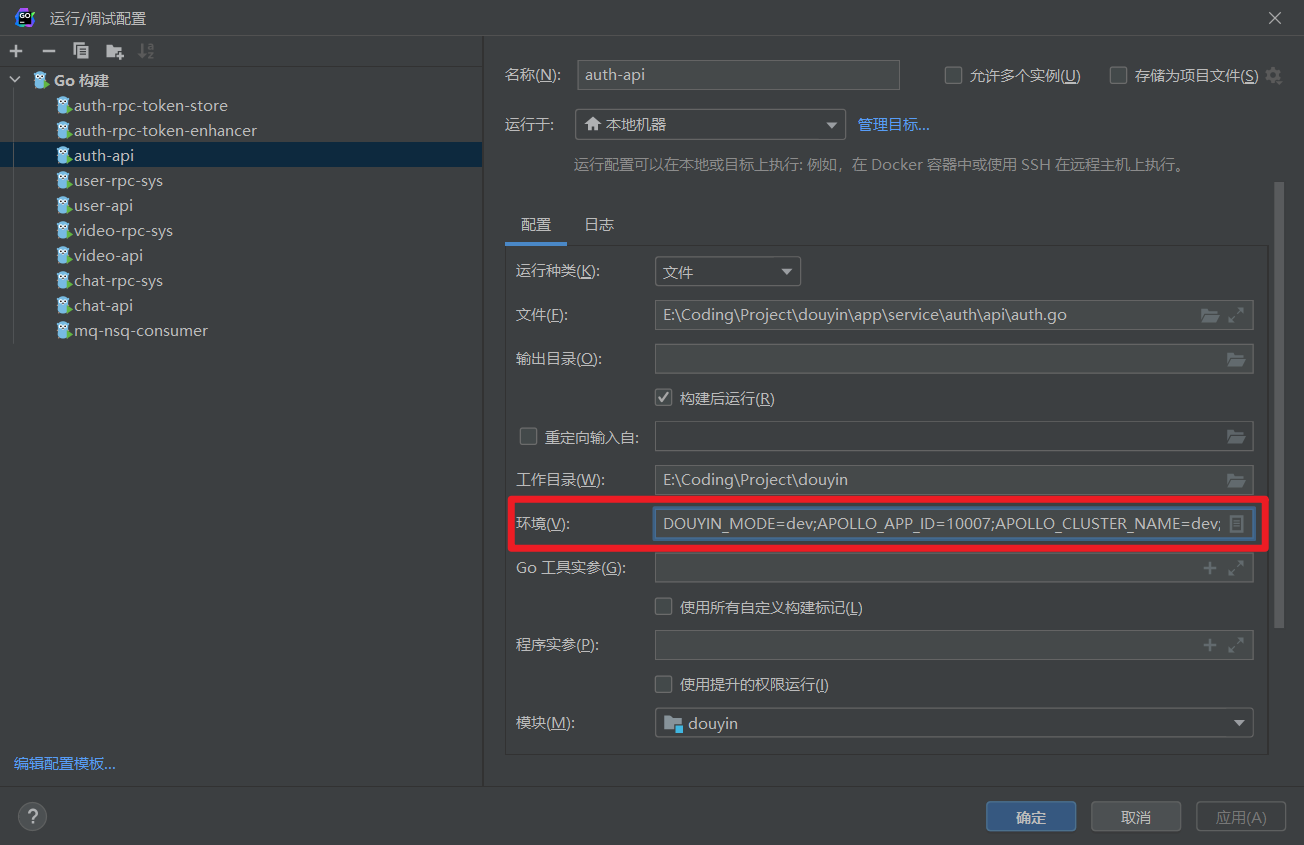 GO
运行/调试配置
Go 构建
auth-rpc-token-store
auth-rpc-token-enhancer
auth-api
user-rpc-sys
user-api
video-rpc-sys
video-api
chat-rpc-sys
chat-api
mq-nsq-consumer
编辑配置模板...
名称(N): auth-api 允许多个实例(U) 存储为项目文件(S)
运行于: 本地机器 管理目标...
运行配置可以在本地或目标上执行: 例如，在 Docker 容器中或使用 SSH 在远程主机上执行。
配置 日志
运行种类(K): 文件
文件(F): E:\Coding\Project\douyin\app\service\auth\api\auth.go
输出目录(O):
构建后运行(R)
重定向输入自:
工作目录(W): E:\Coding\Project\douyin
环境(V): DOUYIN_MODE=dev;APOLLO_APP_ID=10007;APOLLO_CLUSTER_NAME=dev;
Go 工具实参(G):
使用所有自定义构建标记(L)
程序实参(P):
使用提升的权限运行(I)
模块(M): douyin
? 确定 取消 应用(A)